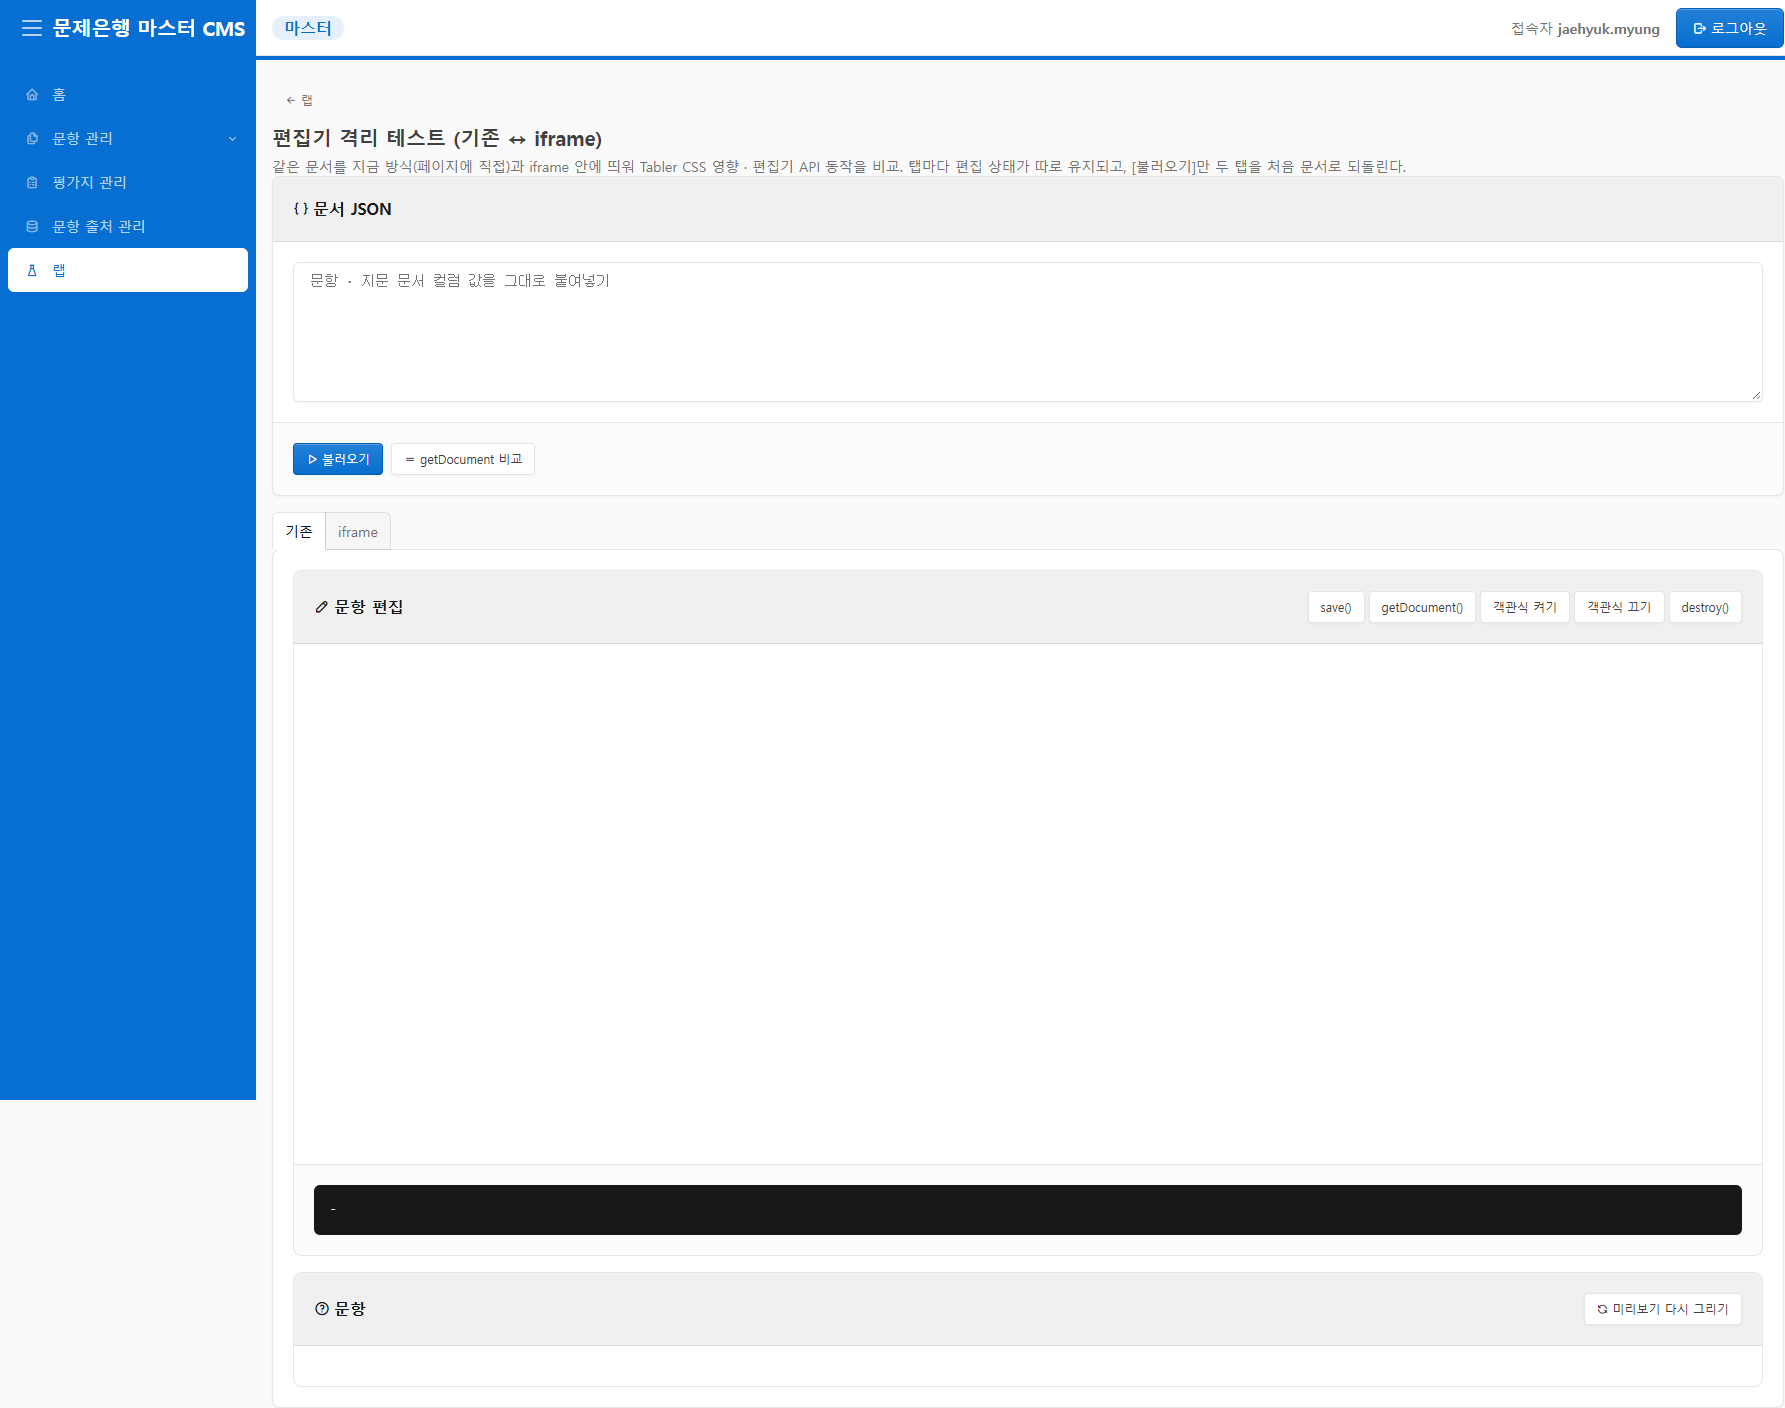 문제은행 마스터 CMS
마스터
접속자 jaehyuk.myung
로그아웃
홈
문항 관리
평가지 관리
문항 출처 관리
랩
← 랩
편집기 격리 테스트 (기존 ↔ iframe)
같은 문서를 지금 방식(페이지에 직접)과 iframe 안에 띄워 Tabler CSS 영향 · 편집기 API 동작을 비교. 탭마다 편집 상태가 따로 유지되고, [불러오기]만 두 탭을 처음 문서로 되돌린다.
{ } 문서 JSON
문항 · 지문 문서 컬럼 값을 그대로 붙여넣기
불러오기
= getDocument 비교
기존
iframe
문항 편집
save()
getDocument()
객관식 켜기
객관식 끄기
destroy()
-
문항
미리보기 다시 그리기